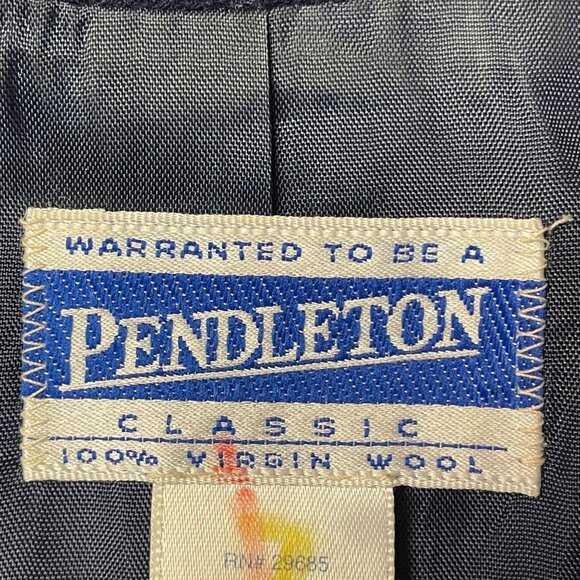 WARRANTED TO BE A
PENDLETON
CLASSIC
100% VIRGIN WOOL
RN# 29685